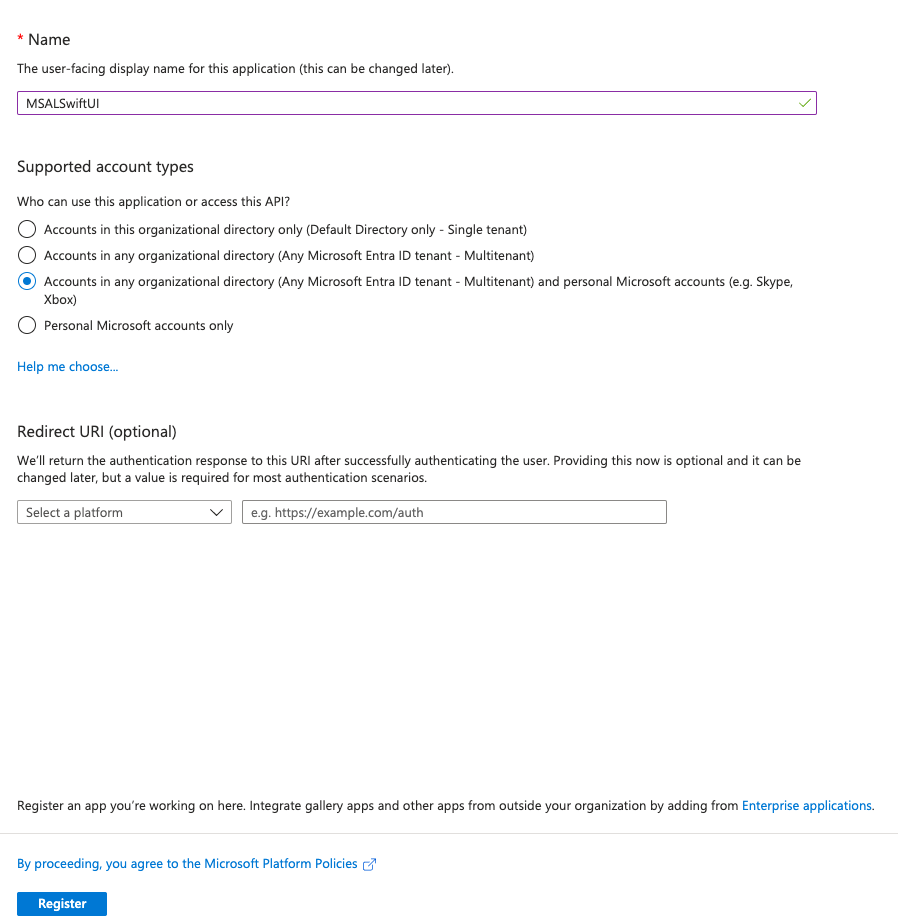 * Name
The user-facing display name for this application (this can be changed later).
MSALSwiftUI
Supported account types
Who can use this application or access this API?
Accounts in this organizational directory only (Default Directory only - Single tenant)
Accounts in any organizational directory (Any Microsoft Entra ID tenant - Multitenant)
Accounts in any organizational directory (Any Microsoft Entra ID tenant - Multitenant) and personal Microsoft accounts (e.g. Skype,
Xbox)
Personal Microsoft accounts only
Help me choose...
Redirect URI (optional)
We'll return the authentication response to this URI after successfully authenticating the user. Providing this now is optional and it can be
changed later, but a value is required for most authentication scenarios.
Select a platform
e.g. https://example.com/auth
Register an app you're working on here. Integrate gallery apps and other apps from outside your organization by adding from Enterprise applications.
By proceeding, you agree to the Microsoft Platform Policies
Register